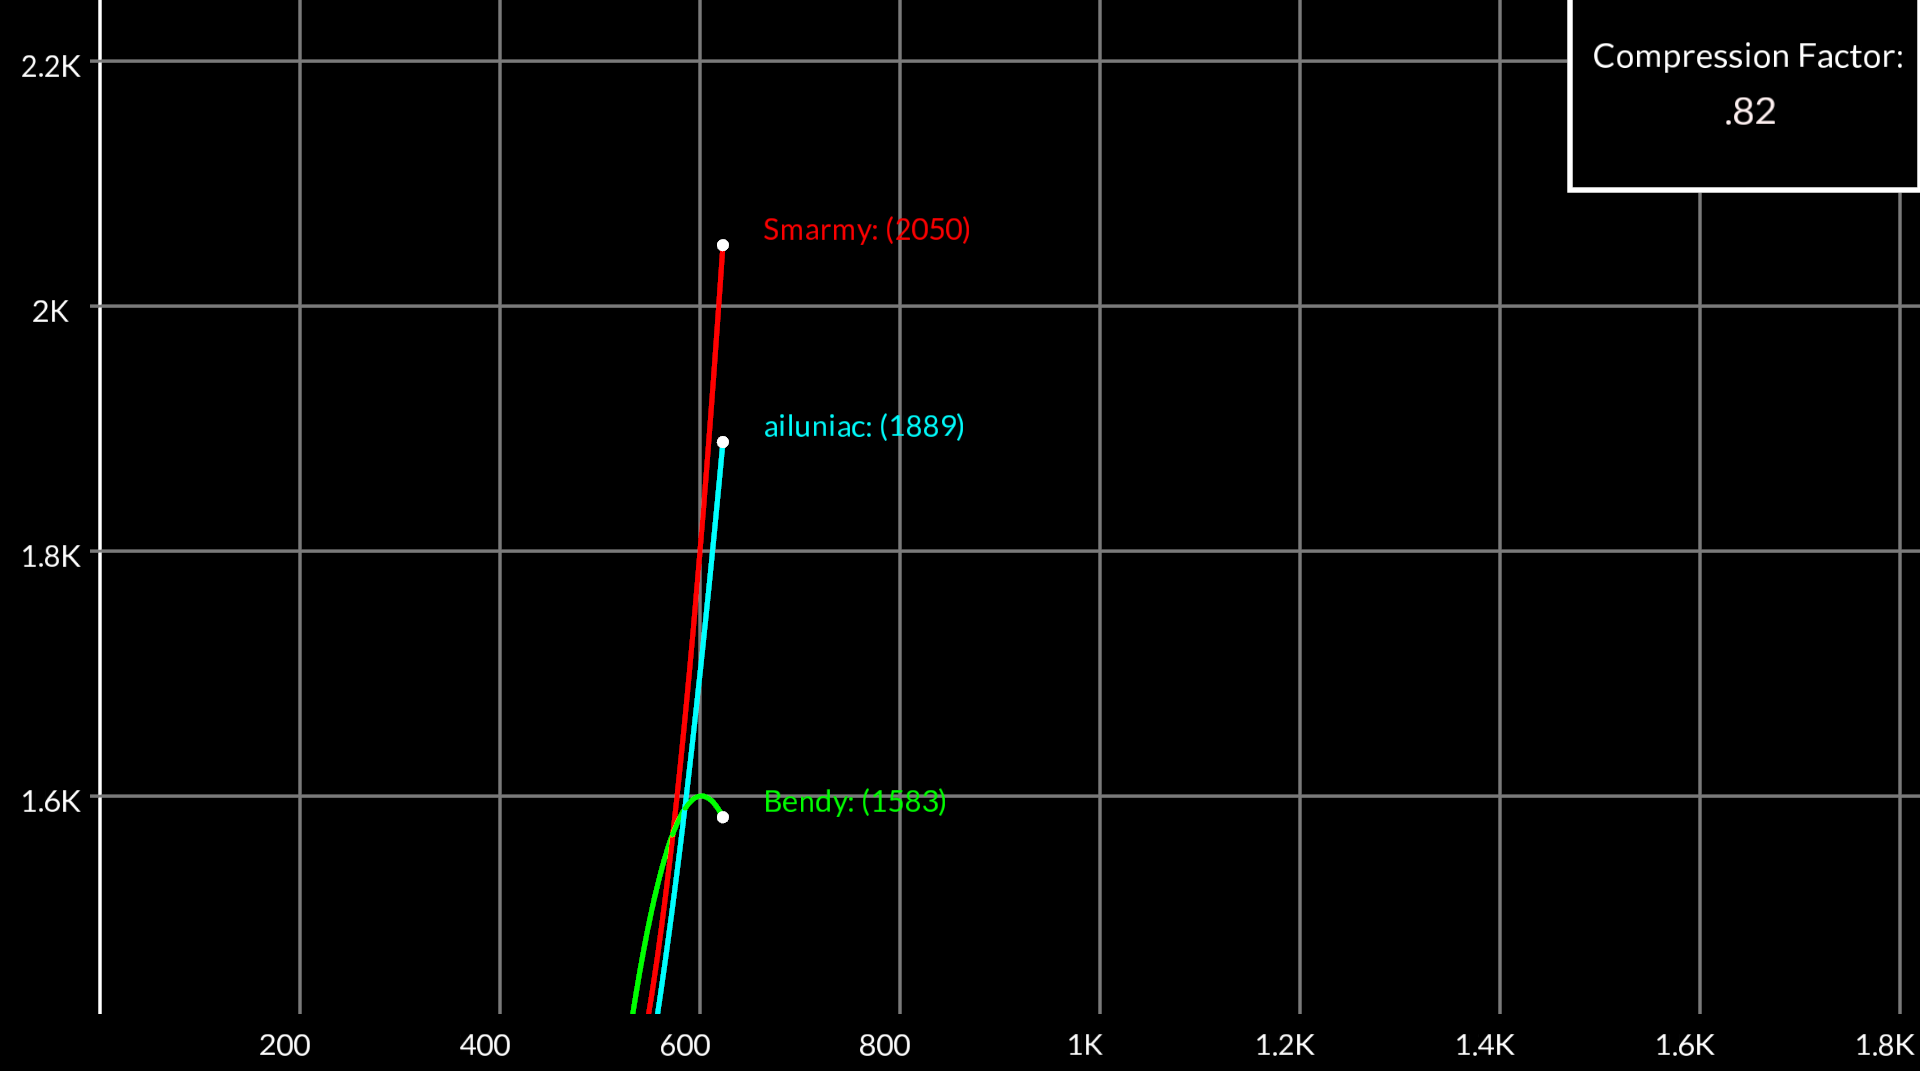 2.2K
Compression Factor:
.82
Smarmy: (2050)
2K
ailuniac: (1889)
1.8K
1.6K
Bendy: (1583)
200 400 600 800 1K 1.2K 1.4K 1.6K 1.8K